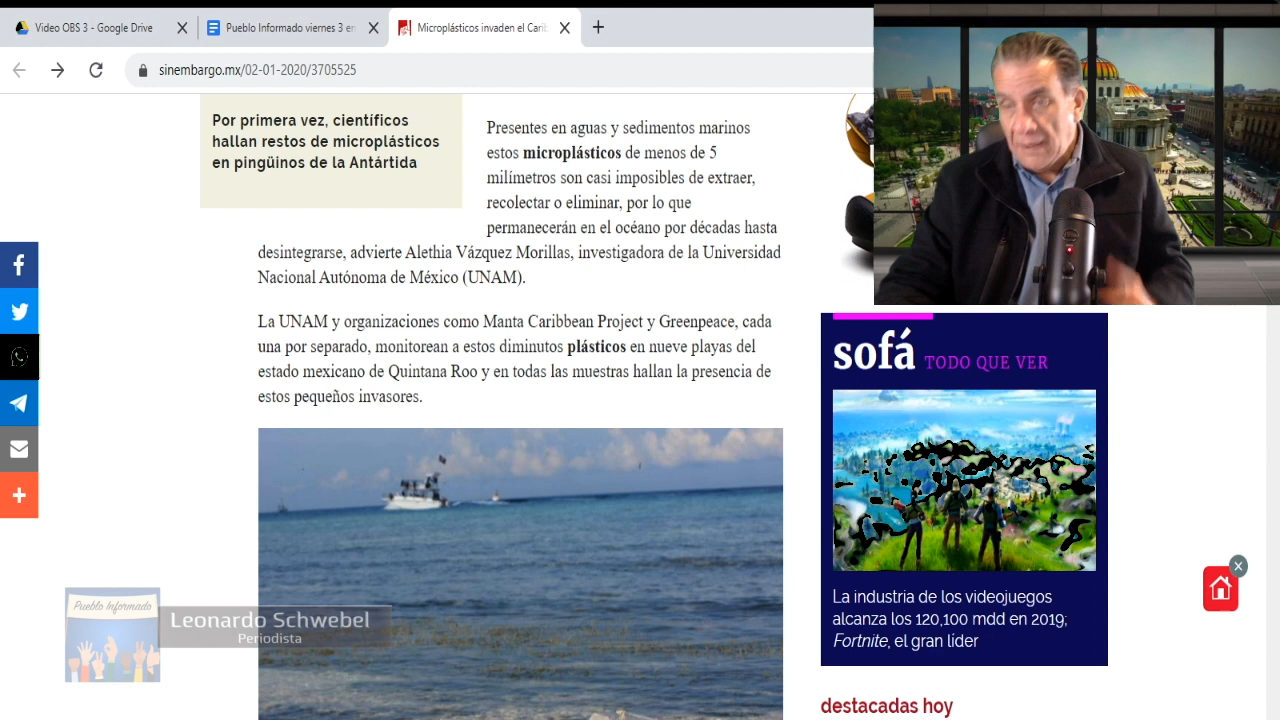 Video OBS 3 - Google Drive
Pueblo Informado viernes 3 en
Microplásticos invaden el Carib
sinembargo.mx/02-01-2020/3705525
Por primera vez, científicos
hallan restos de microplásticos
en pingüinos de la Antártida
Presentes en aguas y sedimentos marinos
estos microplásticos de menos de 5
milímetros son casi imposibles de extraer,
recolectar o eliminar, por lo que
permanecerán en el océano por décadas hasta
desintegrarse, advierte Alethia Vázquez Morillas, investigadora de la Universidad
Nacional Autónoma de México (UNAM).
La UNAM y organizaciones como Manta Caribbean Project y Greenpeace, cada
una por separado, monitorean a estos diminutos plásticos en nueve playas del
estado mexicano de Quintana Roo y en todas las muestras hallan la presencia de
estos pequeños invasores.
sofá TODO QUE VER
La industria de los videojuegos
alcanza los 120,100 mdd en 2019;
Fortnite, el gran líder
destacadas hoy
Pueblo Informado
Leonardo Schwebel
Periodista